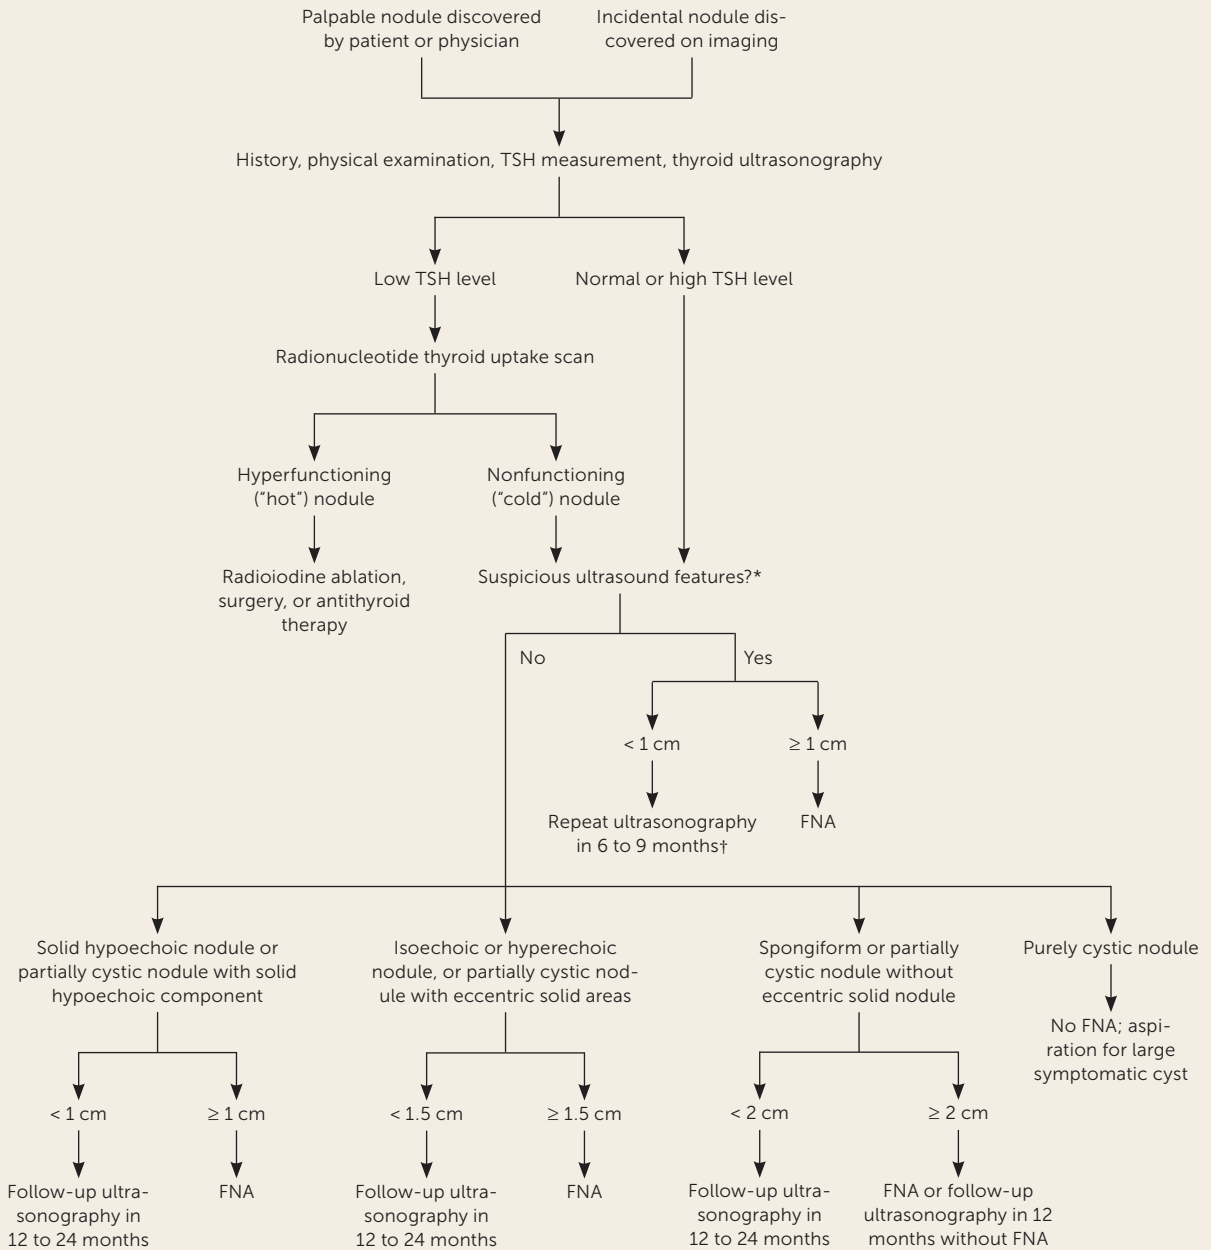 Palpable nodule discovered
by patient or physician
Incidental nodule dis-
covered on imaging
History, physical examination, TSH measurement, thyroid ultrasonography
Low TSH level
Normal or high TSH level
Radionucleotide thyroid uptake scan
Hyperfunctioning
("hot") nodule
Nonfunctioning
("cold") nodule
Radioiodine ablation,
surgery, or antithyroid
therapy
Suspicious ultrasound features?*
No
Yes
< 1 cm
≥ 1 cm
Repeat ultrasonography
in 6 to 9 months†
FNA
Solid hypoechoic nodule or
partially cystic nodule with solid
hypoechoic component
Isoechoic or hyperechoic
nodule, or partially cystic nod-
ule with eccentric solid areas
Spongiform or partially
cystic nodule without
eccentric solid nodule
Purely cystic nodule
No FNA; aspi-
ration for large
symptomatic cyst
< 1 cm
≥ 1 cm
< 1.5 cm
≥ 1.5 cm
< 2 cm
≥ 2 cm
Follow-up ultra-
sonography in
12 to 24 months
FNA
Follow-up ultra-
sonography in
12 to 24 months
FNA
Follow-up ultra-
sonography in
12 to 24 months
FNA or follow-up
ultrasonography in 12
months without FNA